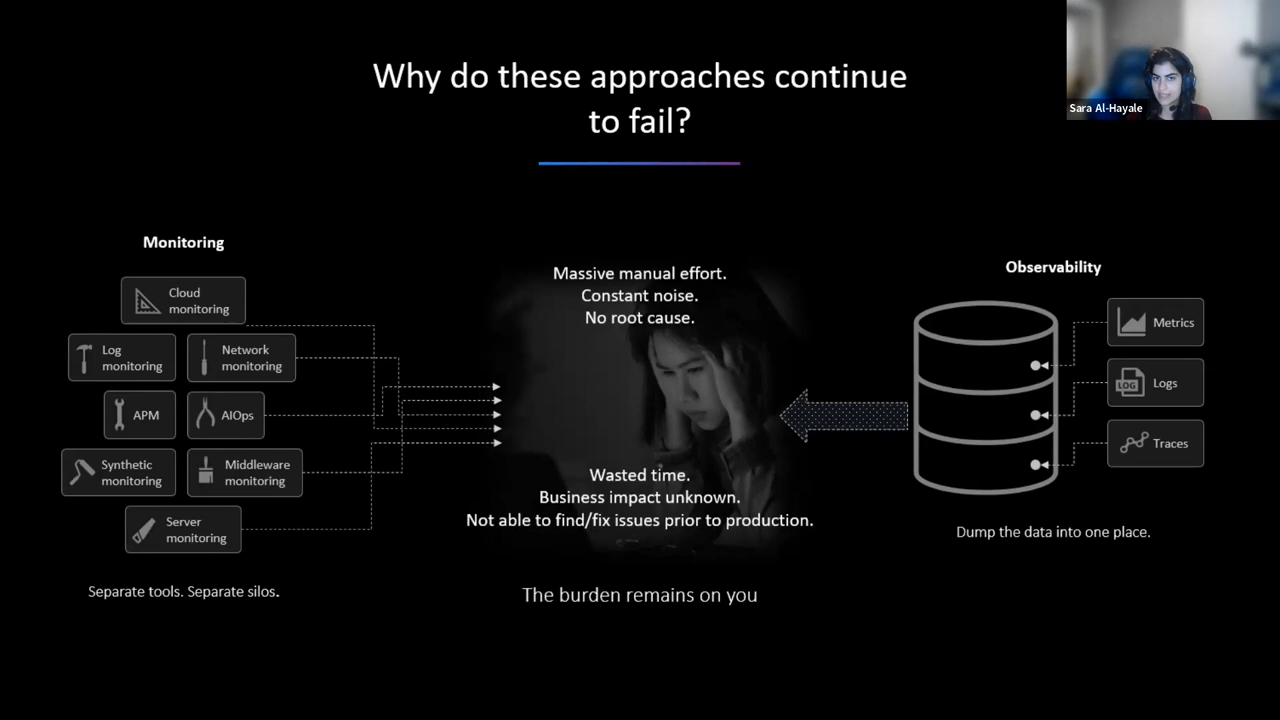 Why do these approaches continue
to fail?
Sara Al-Hayale
Monitoring
Cloud
monitoring
Log
monitoring
Network
monitoring
APM
AIOps
Synthetic
monitoring
Middleware
monitoring
Server
monitoring
Separate tools. Separate silos.
Massive manual effort.
Constant noise.
No root cause.
Wasted time.
Business impact unknown.
Not able to find/fix issues prior to production.
The burden remains on you
Observability
Metrics
LOG
Logs
Traces
Dump the data into one place.